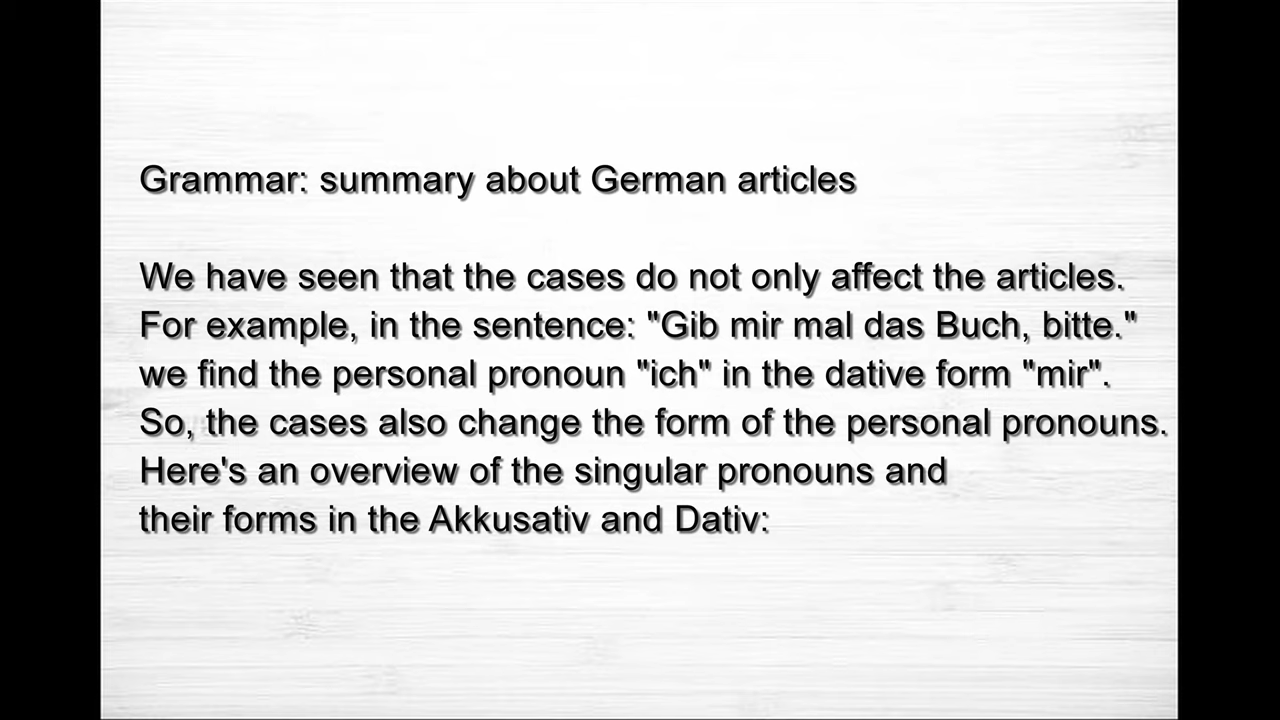 Grammar: summary about German articles
We have seen that the cases do not only affect the articles.
For example, in the sentence: "Gib mir mal das Buch, bitte."
we find the personal pronoun "ich" in the dative form "mir".
So, the cases also change the form of the personal pronouns.
Here's an overview of the singular pronouns and
their forms in the Akkusativ and Dativ: